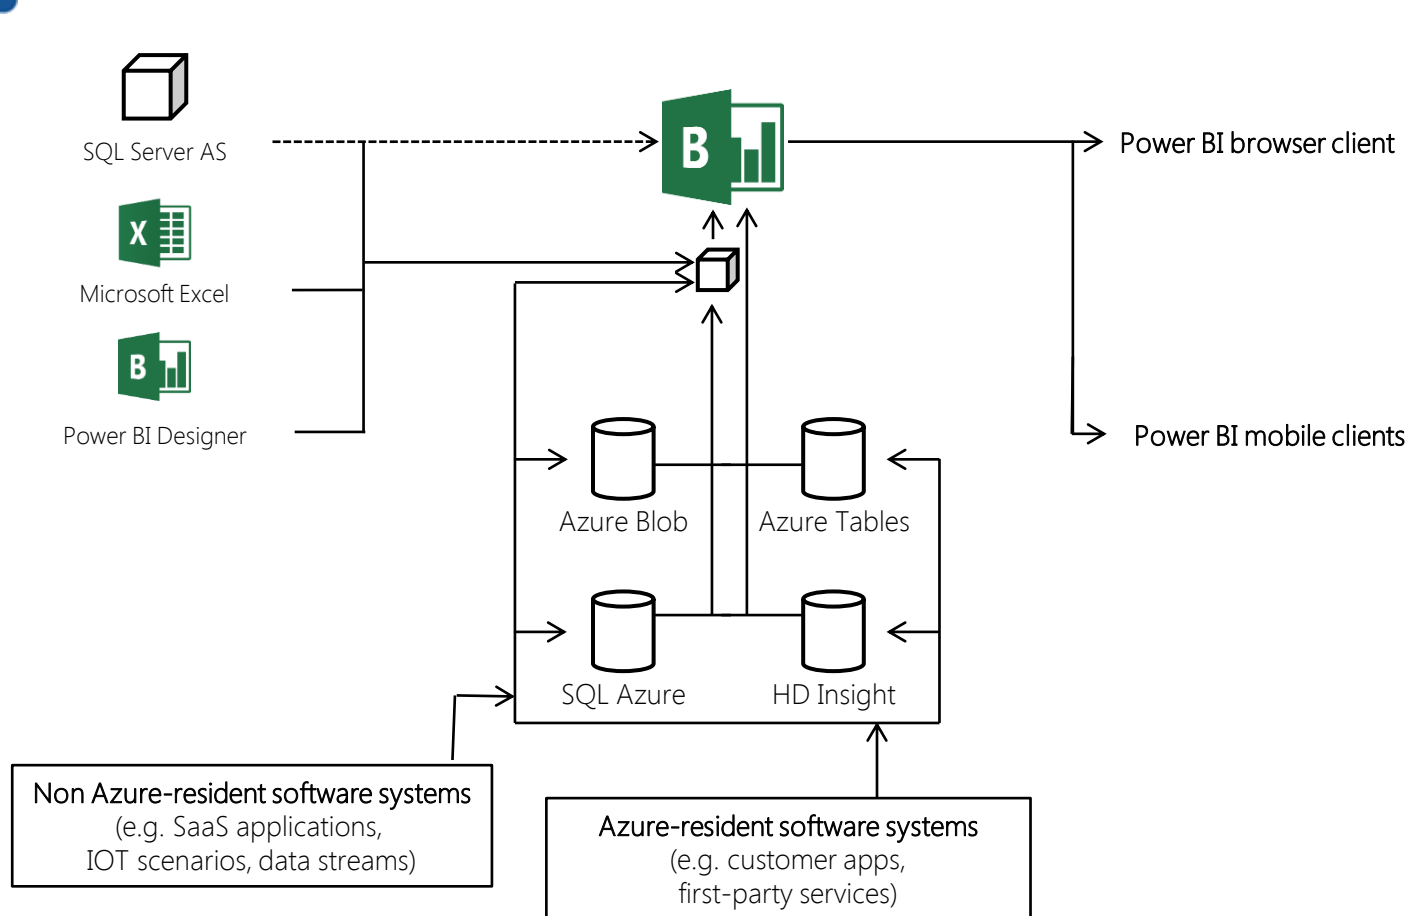 SQL Server AS
B
Power BI browser client
X
Microsoft Excel
B
Power BI Designer
Power BI mobile clients
Azure Blob
Azure Tables
SQL Azure
HD Insight
Non Azure-resident software systems
(e.g. SaaS applications,
IOT scenarios, data streams)
Azure-resident software systems
(e.g. customer apps,
first-party services)